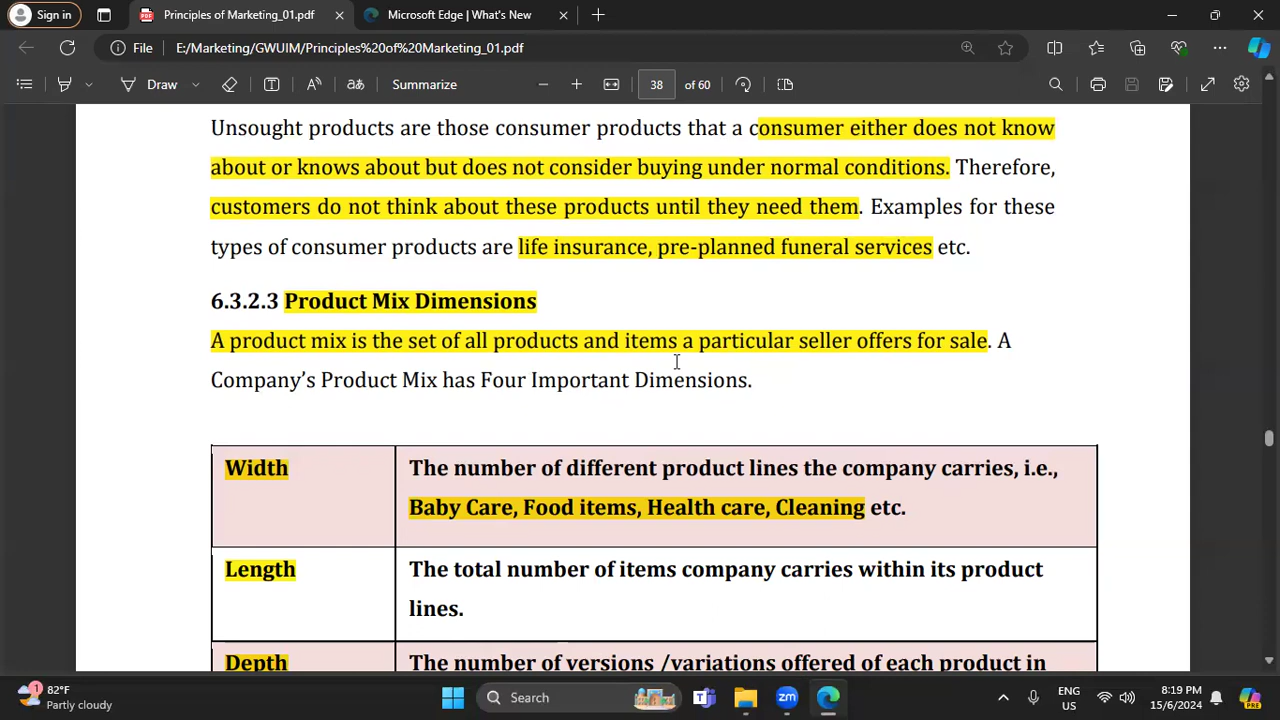 Sign in
Principles of Marketing_01.pdf
Microsoft Edge | What's New
File
E:/Marketing/GWUIM/Principles%20of%20Marketing_01.pdf
Draw
Summarize
38 of 60
Unsought products are those consumer products that a consumer either does not know
about or knows about but does not consider buying under normal conditions. Therefore,
customers do not think about these products until they need them. Examples for these
types of consumer products are life insurance, pre-planned funeral services etc.
6.3.2.3 Product Mix Dimensions
A product mix is the set of all products and items a particular seller offers for sale. A
Company's Product Mix has Four Important Dimensions.
Width
The number of different product lines the company carries, i.e.,
Baby Care, Food items, Health care, Cleaning etc.
Length
The total number of items company carries within its product
lines.
Depth
The number of versions /variations offered of each product in
1
82°F
Partly cloudy
Search
ENG
US
8:19 PM
15/6/2024
PRE